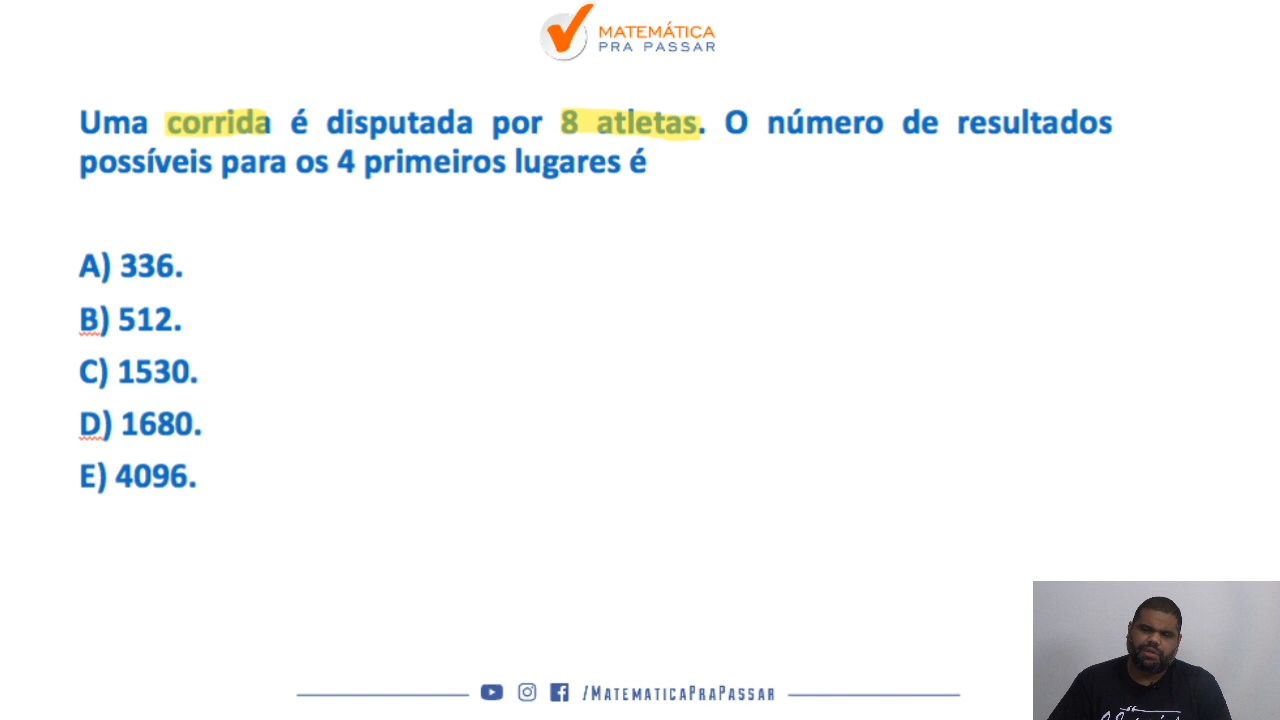 MATEMÁTICA
PRA PASSAR
Uma corrida é disputada por 8 atletas. O número de resultados
possíveis para os 4 primeiros lugares é
A) 336.
B) 512.
C) 1530.
D) 1680.
E) 4096.
/MATEMATICAPRAPASSAR